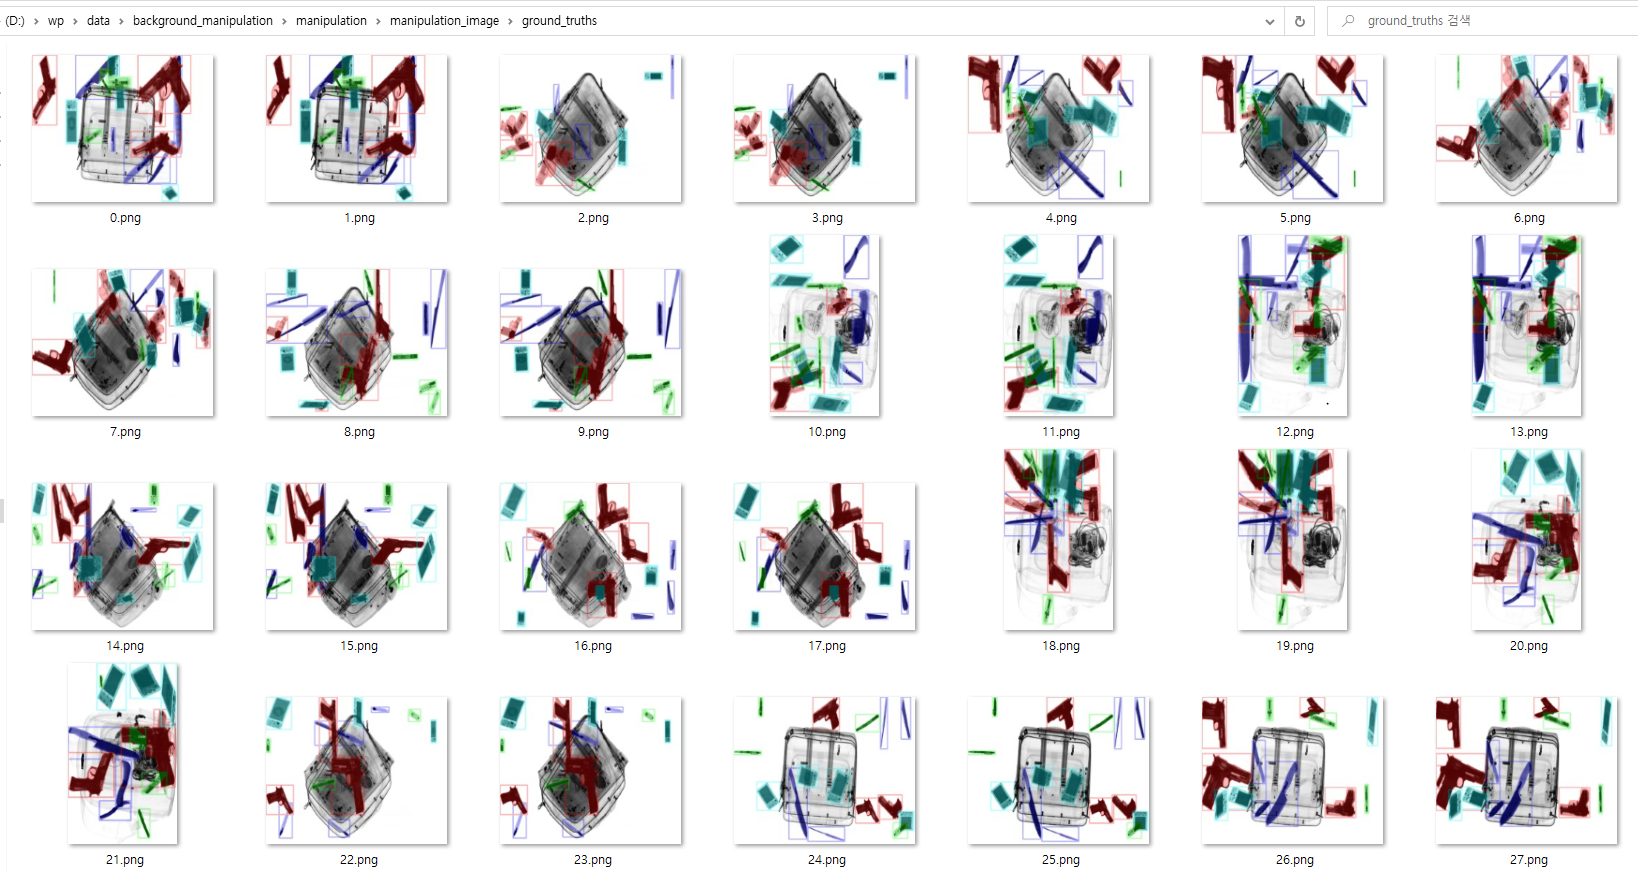 (D:) > wp > data > background_manipulation > manipulation > manipulation_image > ground_truths
ground_truths 검색
0.png 1.png 2.png 3.png 4.png 5.png 6.png
7.png 8.png 9.png 10.png 11.png 12.png 13.png
14.png 15.png 16.png 17.png 18.png 19.png 20.png
21.png 22.png 23.png 24.png 25.png 26.png 27.png